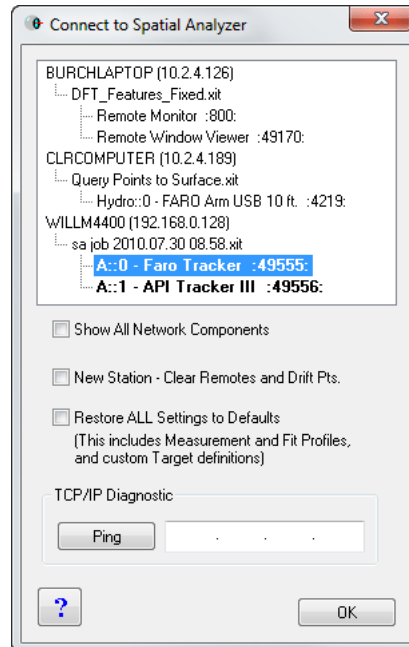 Connect to Spatial Analyzer
BURCHLAPTOP (10.2.4.126)
DFT_Features_Fixed.xit
Remote Monitor :800:
Remote Window Viewer :49170:
CLRCOMPUTER (10.2.4.189)
Query Points to Surface.xit
Hydro::0 - FARO Arm USB 10 ft. :4219:
WILLM4400 (192.168.0.128)
sa job 2010.07.30 08.58.xit
A::0 - Faro Tracker :49555:
A::1 - API Tracker III :49556:
Show All Network Components
New Station - Clear Remotes and Drift Pts.
Restore ALL Settings to Defaults
(This includes Measurement and Fit Profiles,
and custom Target definitions)
TCP/IP Diagnostic
Ping . . .
? OK